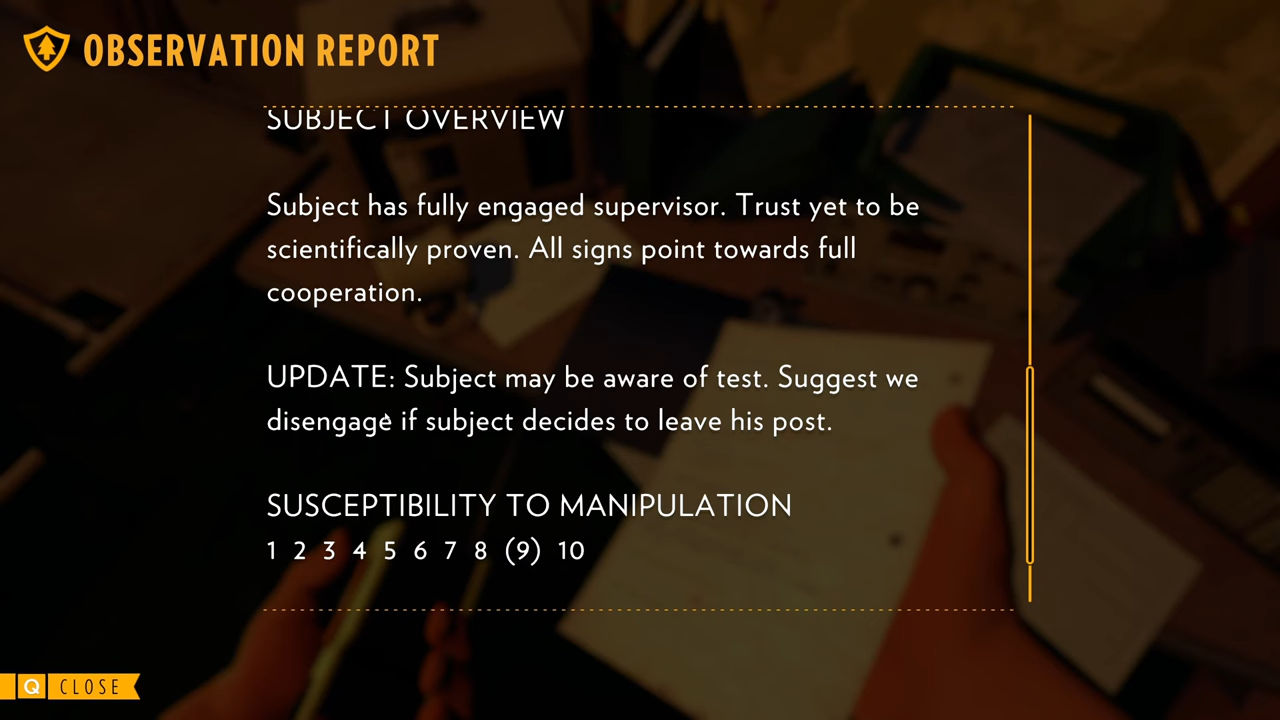 OBSERVATION REPORT
SUBJECT OVERVIEW
Subject has fully engaged supervisor. Trust yet to be
scientifically proven. All signs point towards full
cooperation.
UPDATE: Subject may be aware of test. Suggest we
disengage if subject decides to leave his post.
SUSCEPTIBILITY TO MANIPULATION
1 2 3 4 5 6 7 8 (9) 10
Q CLOSE